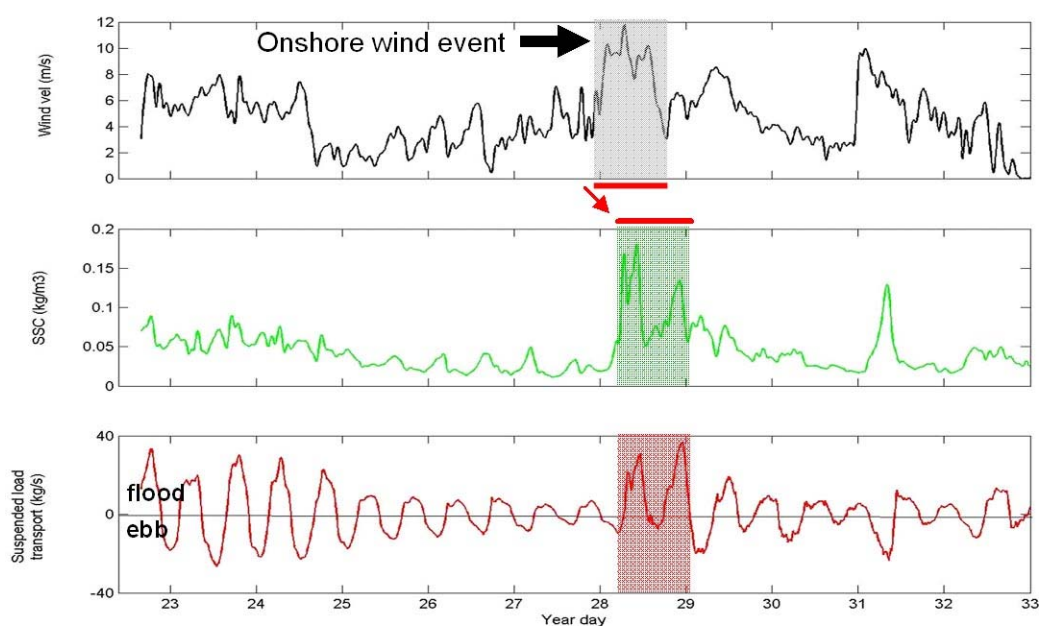 12
10
8
6
4
2
0
Wind vel (m/s)
Onshore wind event
0.2
0.15
0.1
0.05
0
SSC (kg/m3)
40
0
-40
Suspended load
transport (kg/s)
flood
ebb
23 24 25 26 27 28 29 30 31 32 33
Year day